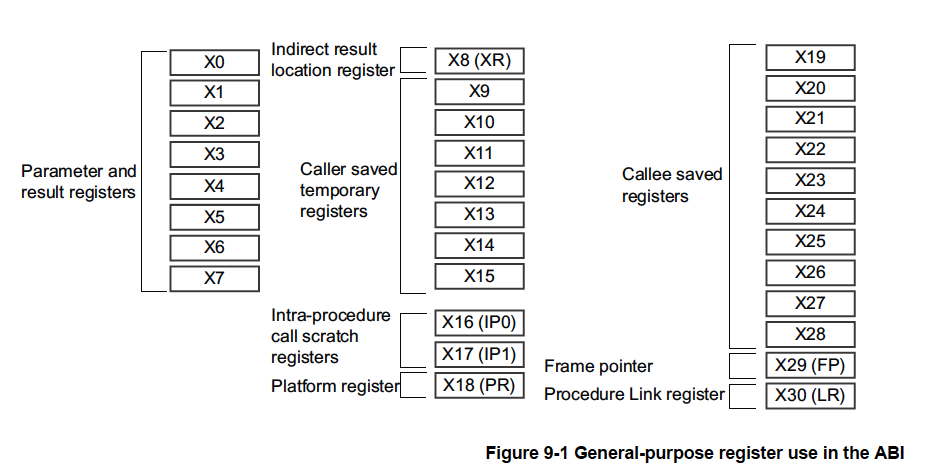 Parameter and
result registers
X0
X1
X2
X3
X4
X5
X6
X7
Indirect result
location register
X8 (XR)
Caller saved
temporary
registers
X9
X10
X11
X12
X13
X14
X15
Intra-procedure
call scratch
registers
X16 (IP0)
X17 (IP1)
Platform register
X18 (PR)
Callee saved
registers
X19
X20
X21
X22
X23
X24
X25
X26
X27
X28
Frame pointer
X29 (FP)
Procedure Link register
X30 (LR)
Figure 9-1 General-purpose register use in the ABI